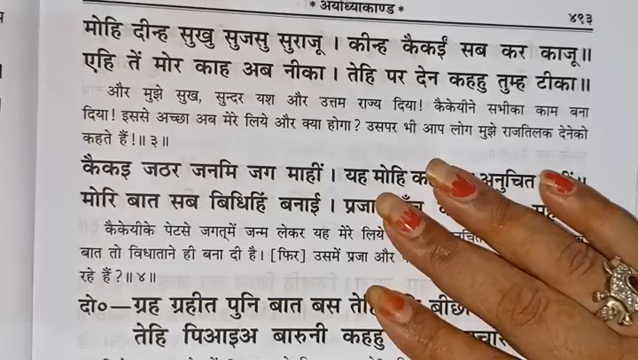 * अयोध्याकाण्ड *
४९३
मोहि दीन्ह सुखु सुजसु सुराजू । कीन्ह कैकईं सब कर काजू॥
एहि तें मोर काह अब नीका । तेहि पर देन कहहु तुम्ह टीका॥
और मुझे सुख, सुन्दर यश और उत्तम राज्य दिया! कैकेयीने सभीका काम बना
दिया! इससे अच्छा अब मेरे लिये और क्या होगा? उसपर भी आप लोग मुझे राजतिलक देनेको
कहते हैं!॥ ३॥
कैकइ जठर जनमि जग माहीं । यह मोहि अनुचित
मोरि बात सब बिधिहिं बनाई । प्रजा
कैकेयीके पेटसे जगत्‌में जन्म लेकर यह मेरे लिये
बात तो विधाताने ही बना दी है। [फिर] उसमें प्रजा और
रहे हैं?॥ ४॥
दो०—ग्रह ग्रहीत पुनि बात बस बीछी
तेहि पिआइअ बारुनी कहहु